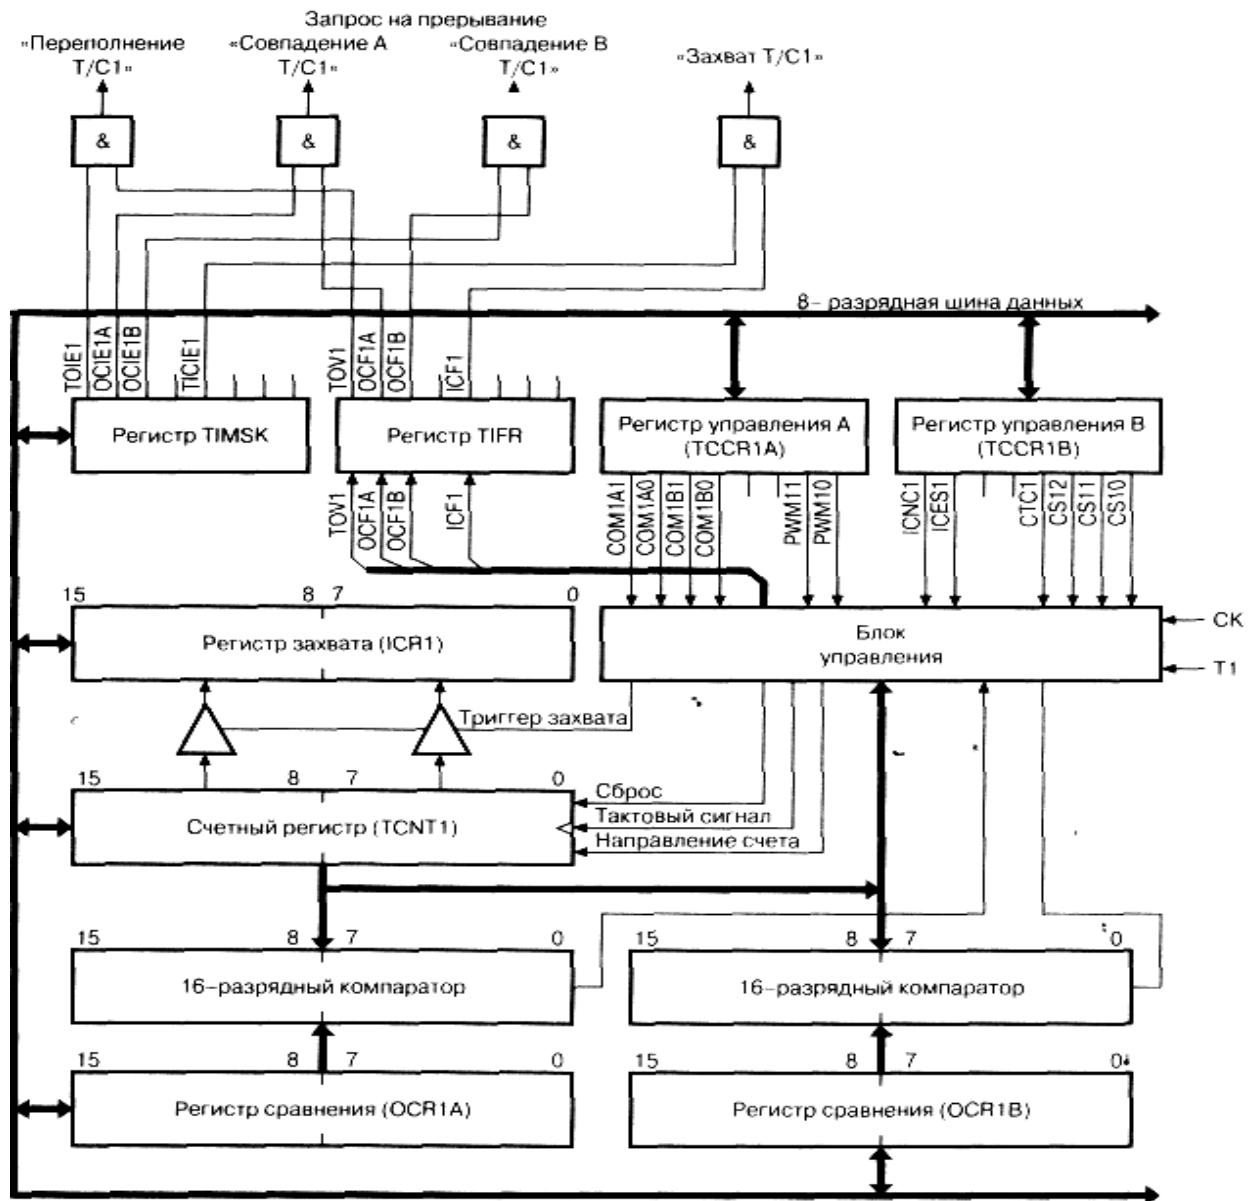 Запрос на прерывание
«Переполнение T/C1»
«Совпадение A T/C1»
«Совпадение B T/C1»
«Захват T/C1»
&
&
&
&
8- разрядная шина данных
TOIE1
OCIE1A
OCIE1B
TICIE1
TOV1
OCF1A
OCF1B
ICF1
Регистр TIMSK
Регистр TIFR
Регистр управления A
(TCCR1A)
Регистр управления B
(TCCR1B)
TOV1
OCF1A
OCF1B
ICF1
COM1A1
COM1A0
COM1B1
COM1B0
PWM11
PWM10
ICNC1
ICES1
CTC1
CS12
CS11
CS10
15 8 7 0
Регистр захвата (ICR1)
Блок
управления
CK
T1
Триггер захвата
15 8 7 0
Счетный регистр (TCNT1)
Сброс
Тактовый сигнал
Направление счета
15 8 7 0
16-разрядный компаратор
15 8 7 0
16-разрядный компаратор
15 8 7 0
Регистр сравнения (OCR1A)
15 8 7 0
Регистр сравнения (OCR1B)